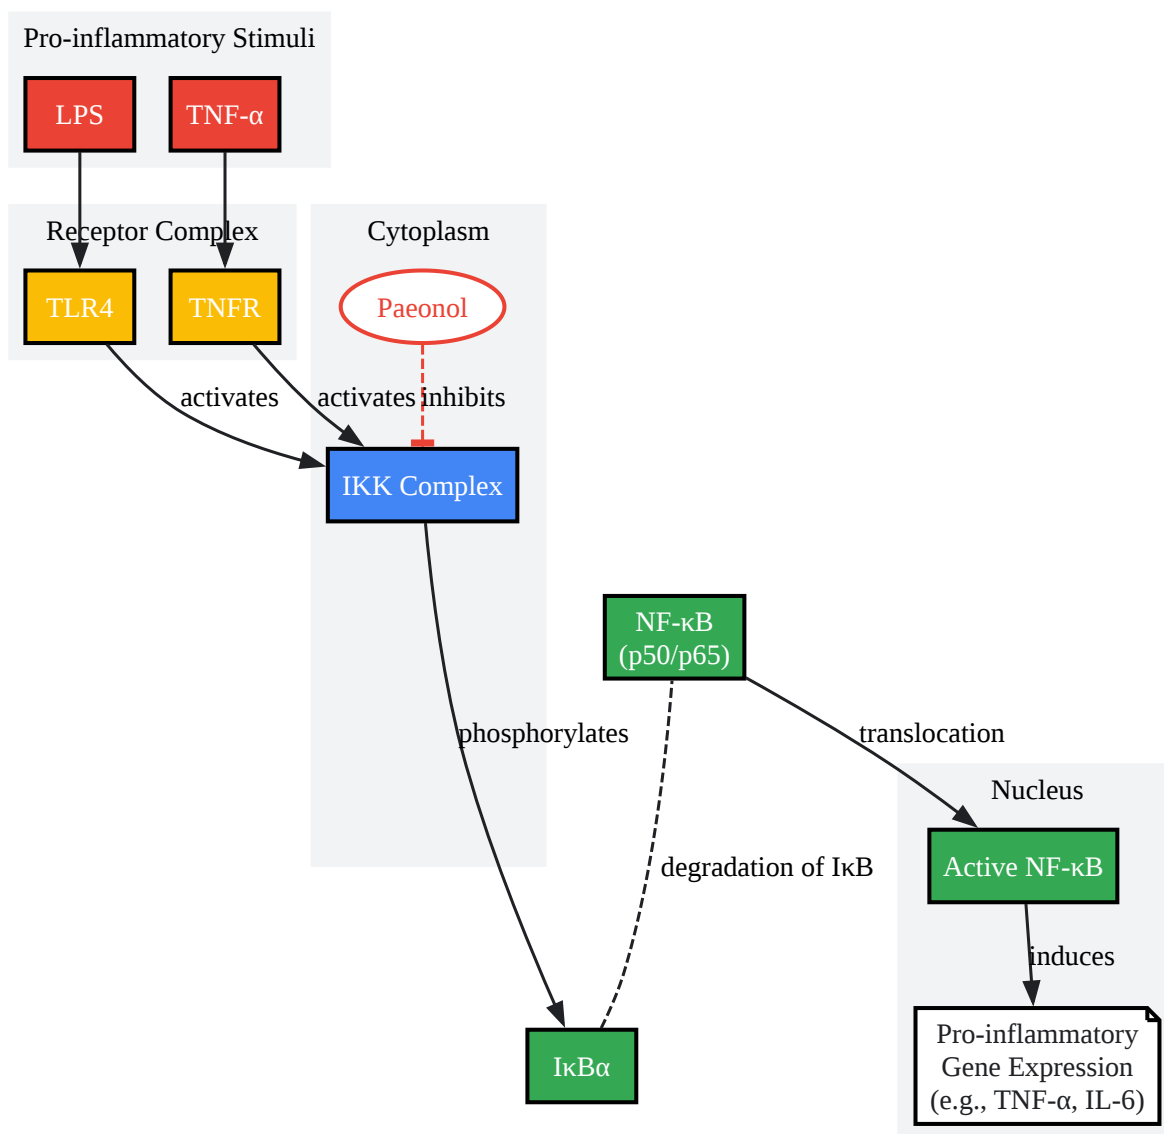 Pro-inflammatory Stimuli
LPS
TNF-α
Receptor Complex
Cytoplasm
TLR4
TNFR
Paeonol
activates
activates
inhibits
IKK Complex
NF-κB
(p50/p65)
phosphorylates
translocation
Nucleus
degradation of IκB
Active NF-κB
induces
IκBα
Pro-inflammatory
Gene Expression
(e.g., TNF-α, IL-6)